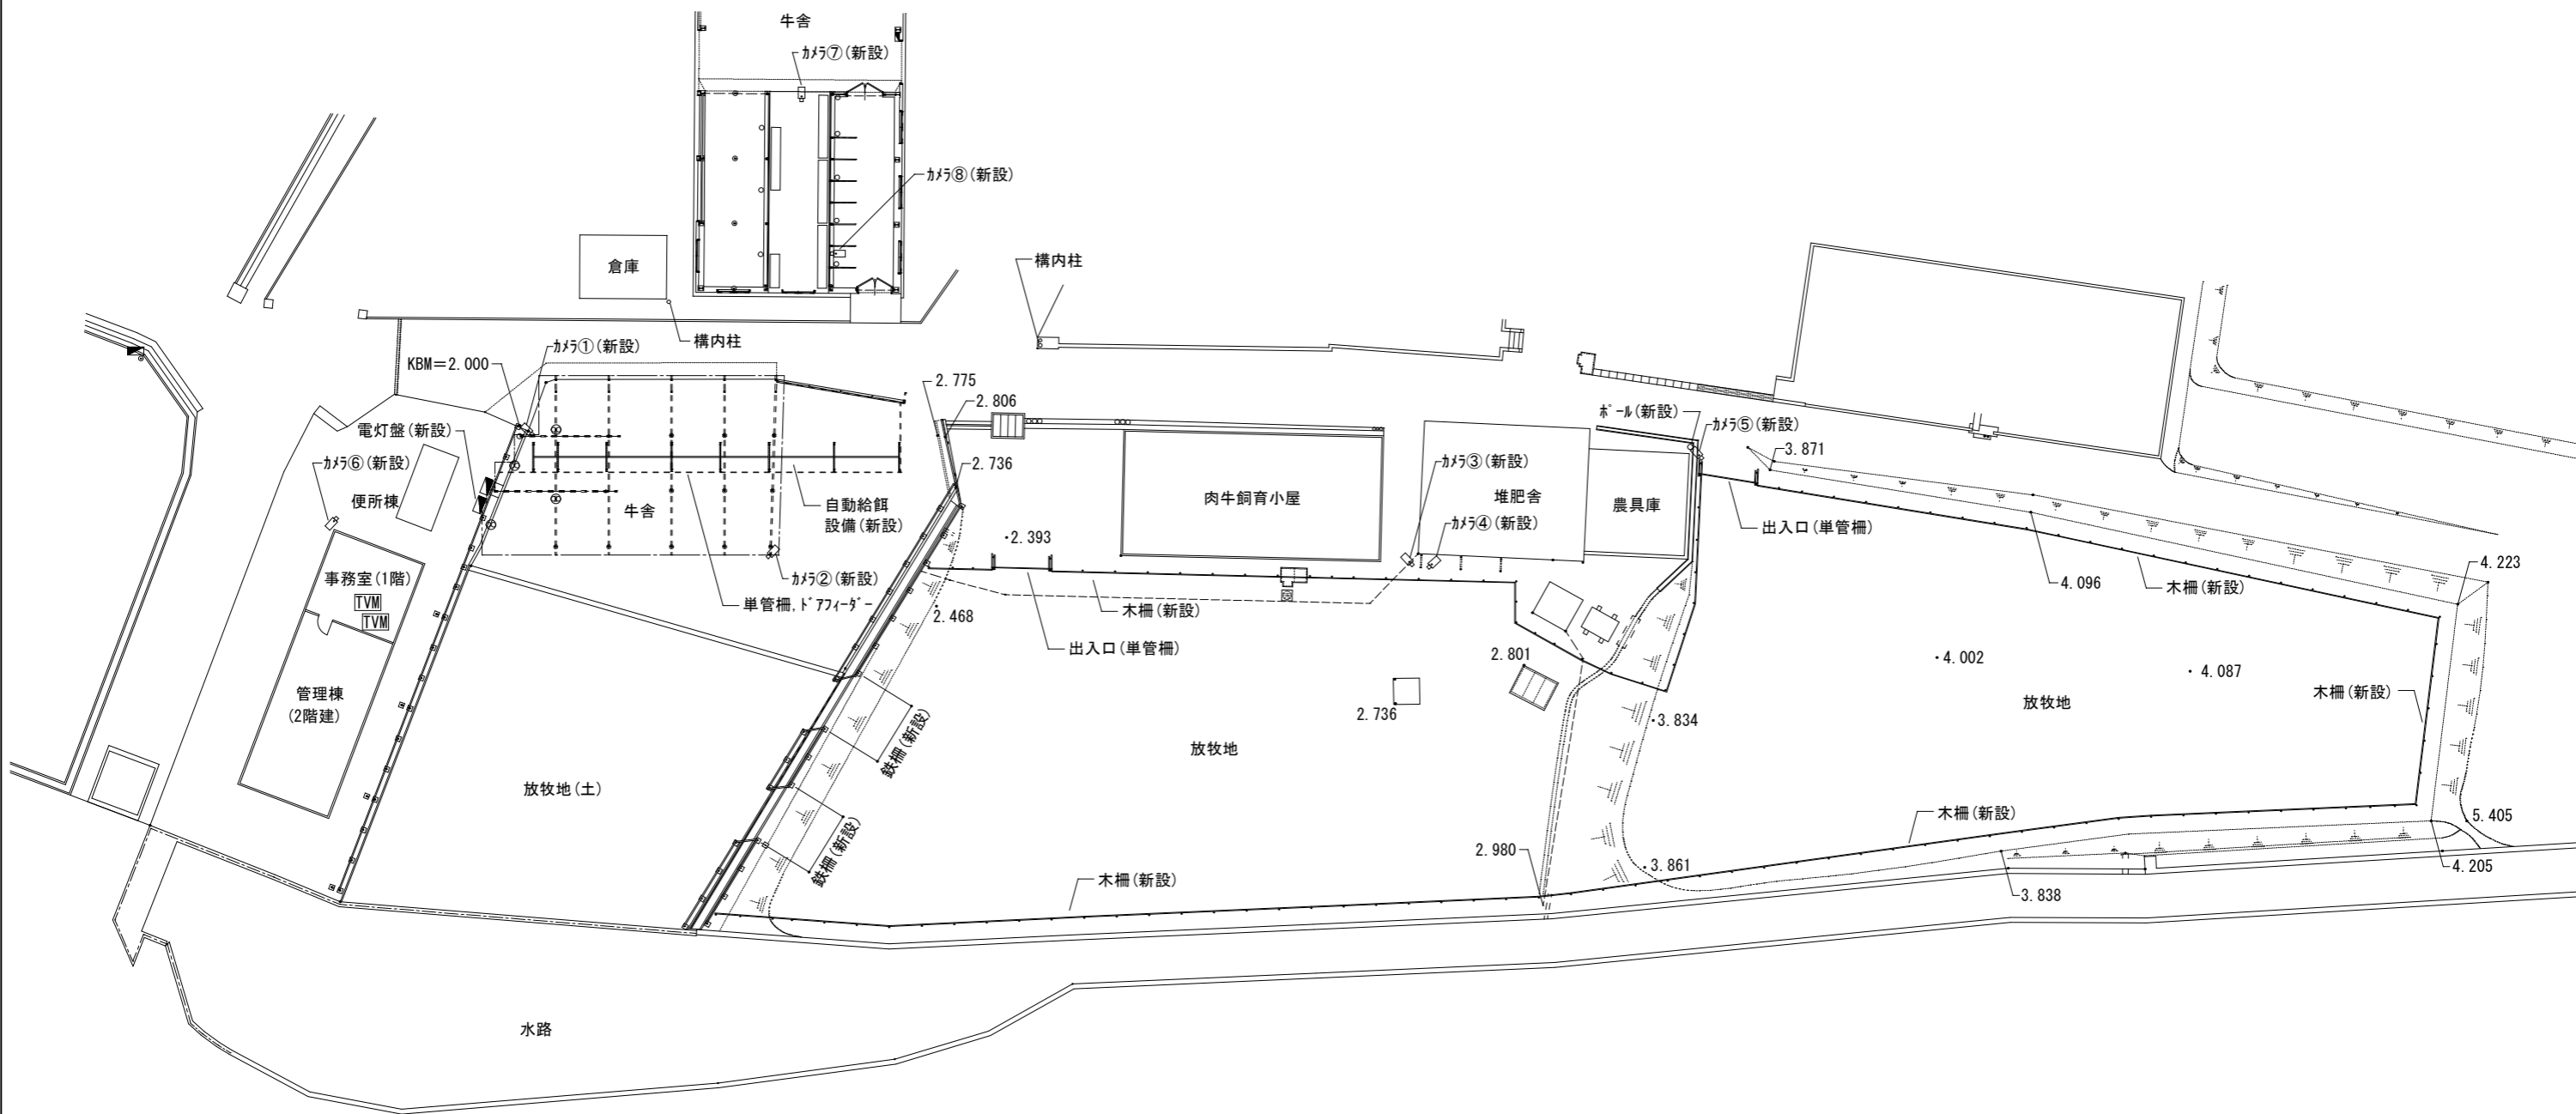 牛舎
ｶﾒﾗ⑦(新設)
ｶﾒﾗ⑧(新設)
倉庫
構内柱
構内柱
ｶﾒﾗ①(新設)
KBM＝2.000
2.775
2.806
電灯盤(新設)
ｶﾒﾗ⑥(新設)
便所棟
2.736
自動給餌
設備(新設)
牛舎
ｶﾒﾗ②(新設)
単管柵,ﾄﾞｱﾌｨｰﾀﾞｰ
事務室(1階)
TVM
TVM
管理棟
(2階建)
放牧地(土)
鉄柵(新設)
鉄柵(新設)
2.393
2.468
肉牛飼育小屋
木柵(新設)
出入口(単管柵)
ｶﾒﾗ③(新設)
ｶﾒﾗ④(新設)
堆肥舎
農具庫
ﾎﾟｰﾙ(新設)
ｶﾒﾗ⑤(新設)
3.871
出入口(単管柵)
4.096
木柵(新設)
4.223
2.801
2.736
放牧地
3.834
4.002
4.087
放牧地
木柵(新設)
木柵(新設)
5.405
4.205
3.838
3.861
2.980
木柵(新設)
水路